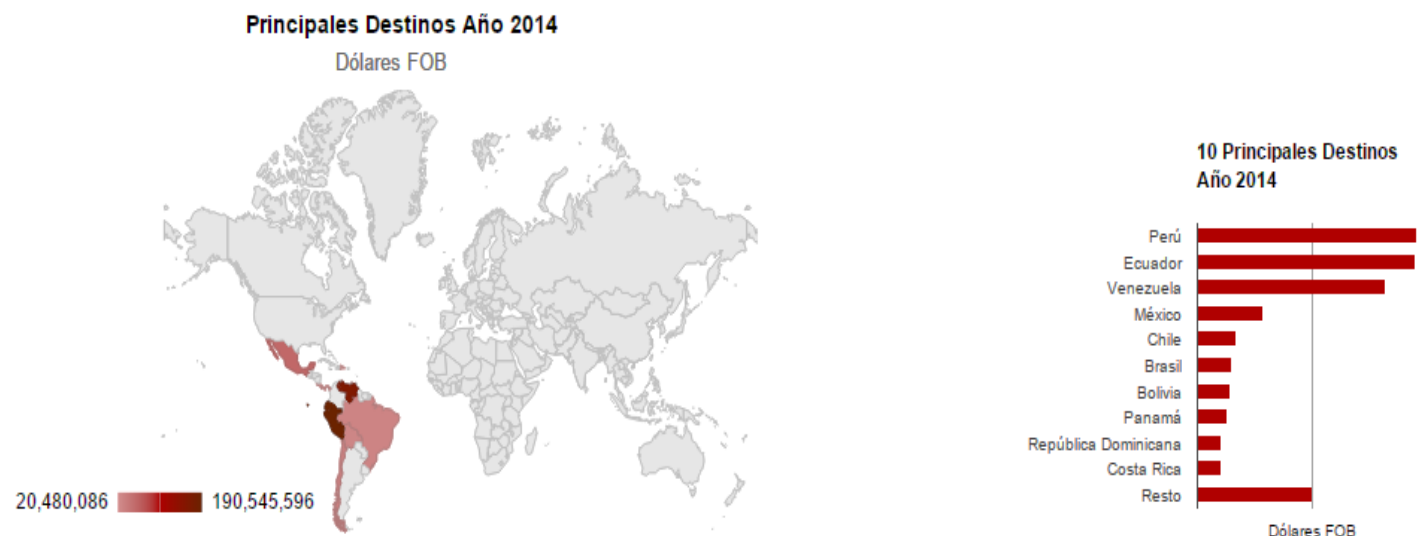 Principales Destinos Año 2014
Dólares FOB
20,480,086
190,545,596
10 Principales Destinos
Año 2014
Perú
Ecuador
Venezuela
México
Chile
Brasil
Bolivia
Panamá
República Dominicana
Costa Rica
Resto
Dólares FOB